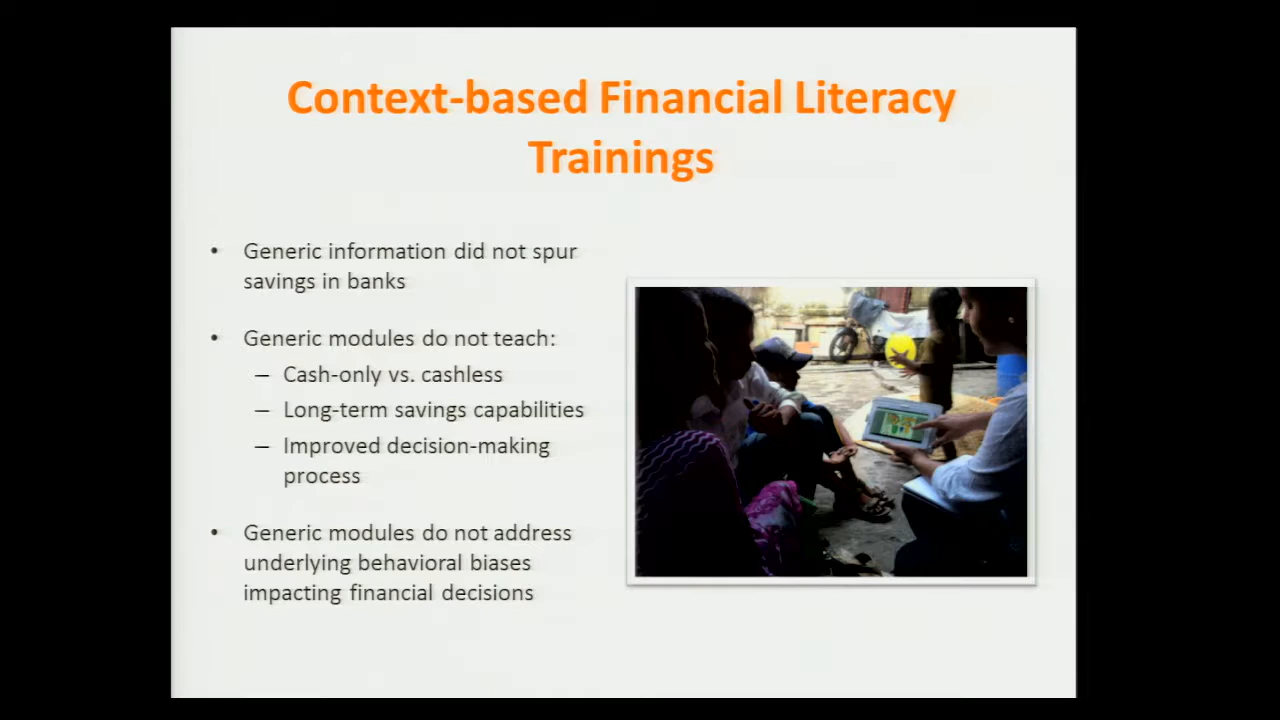 Context-based Financial Literacy
Trainings
• Generic information did not spur
savings in banks
• Generic modules do not teach:
– Cash-only vs. cashless
– Long-term savings capabilities
– Improved decision-making
process
• Generic modules do not address
underlying behavioral biases
impacting financial decisions